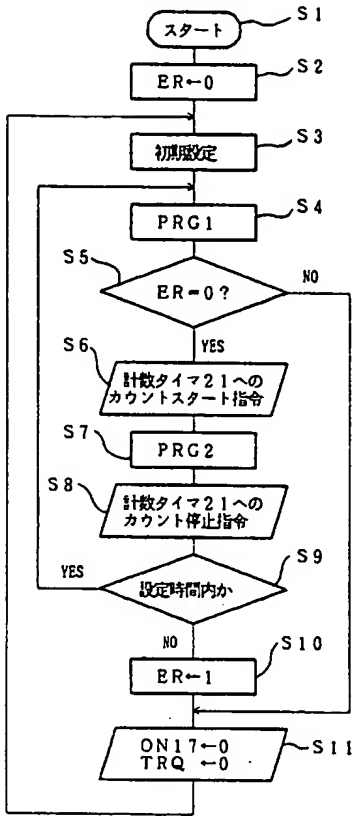 スタート
S1
ER←0
S2
初期設定
S3
PRG1
S4
S5
ER=0?
NO
YES
S6
計数タイマ21への
カウントスタート指令
S7
PRG2
S8
計数タイマ21への
カウント停止指令
S9
YES
設定時間内か
NO
S10
ER←1
ON17←0
TRQ ←0
S11